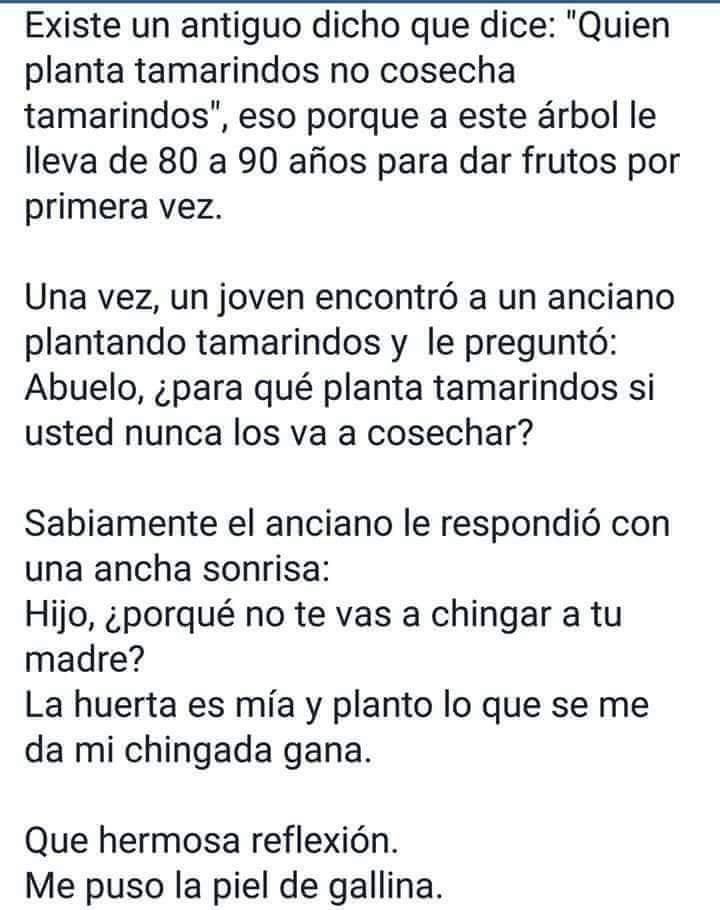 Existe un antiguo dicho que dice: "Quien
planta tamarindos no cosecha
tamarindos", eso porque a este árbol le
lleva de 80 a 90 años para dar frutos por
primera vez.
Una vez, un joven encontró a un anciano
plantando tamarindos y  le preguntó:
Abuelo, ¿para qué planta tamarindos si
usted nunca los va a cosechar?
Sabiamente el anciano le respondió con
una ancha sonrisa:
Hijo, ¿porqué no te vas a chingar a tu
madre?
La huerta es mía y planto lo que se me
da mi chingada gana.
Que hermosa reflexión.
Me puso la piel de gallina.